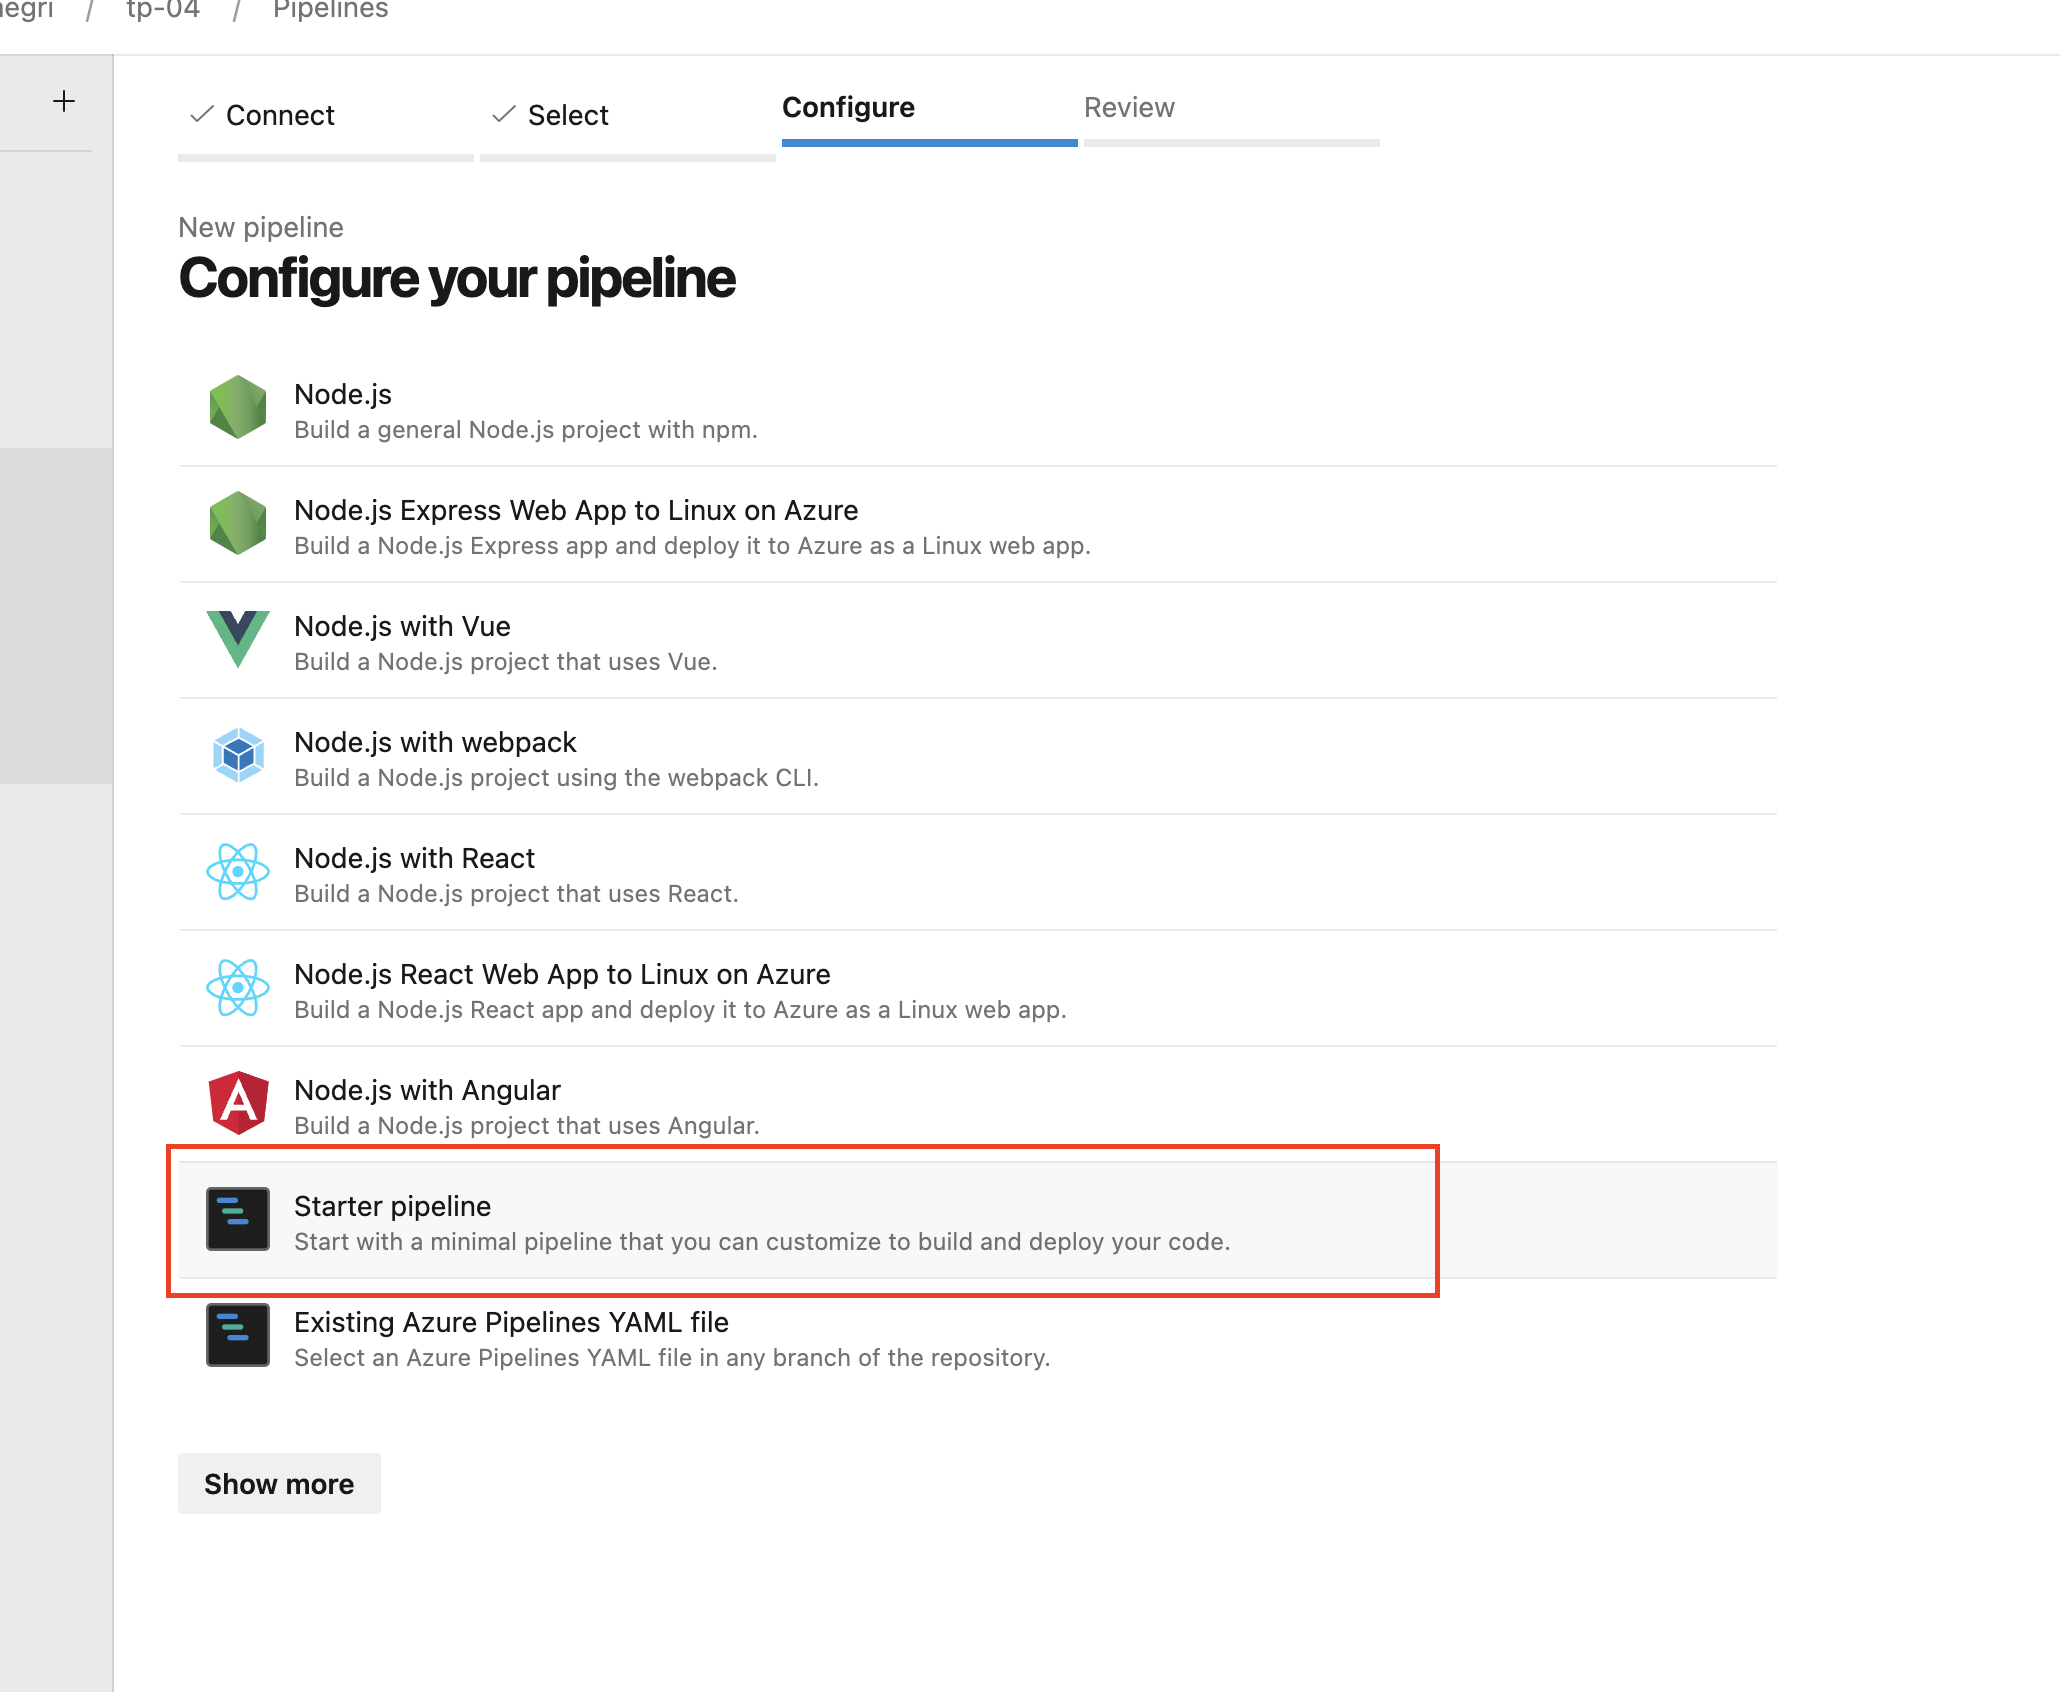 / tp-04 / Pipelines
Connect
Select
Configure
Review
New pipeline
Configure your pipeline
Node.js
Build a general Node.js project with npm.
Node.js Express Web App to Linux on Azure
Build a Node.js Express app and deploy it to Azure as a Linux web app.
Node.js with Vue
Build a Node.js project that uses Vue.
Node.js with webpack
Build a Node.js project using the webpack CLI.
Node.js with React
Build a Node.js project that uses React.
Node.js React Web App to Linux on Azure
Build a Node.js React app and deploy it to Azure as a Linux web app.
Node.js with Angular
Build a Node.js project that uses Angular.
Starter pipeline
Start with a minimal pipeline that you can customize to build and deploy your code.
Existing Azure Pipelines YAML file
Select an Azure Pipelines YAML file in any branch of the repository.
Show more